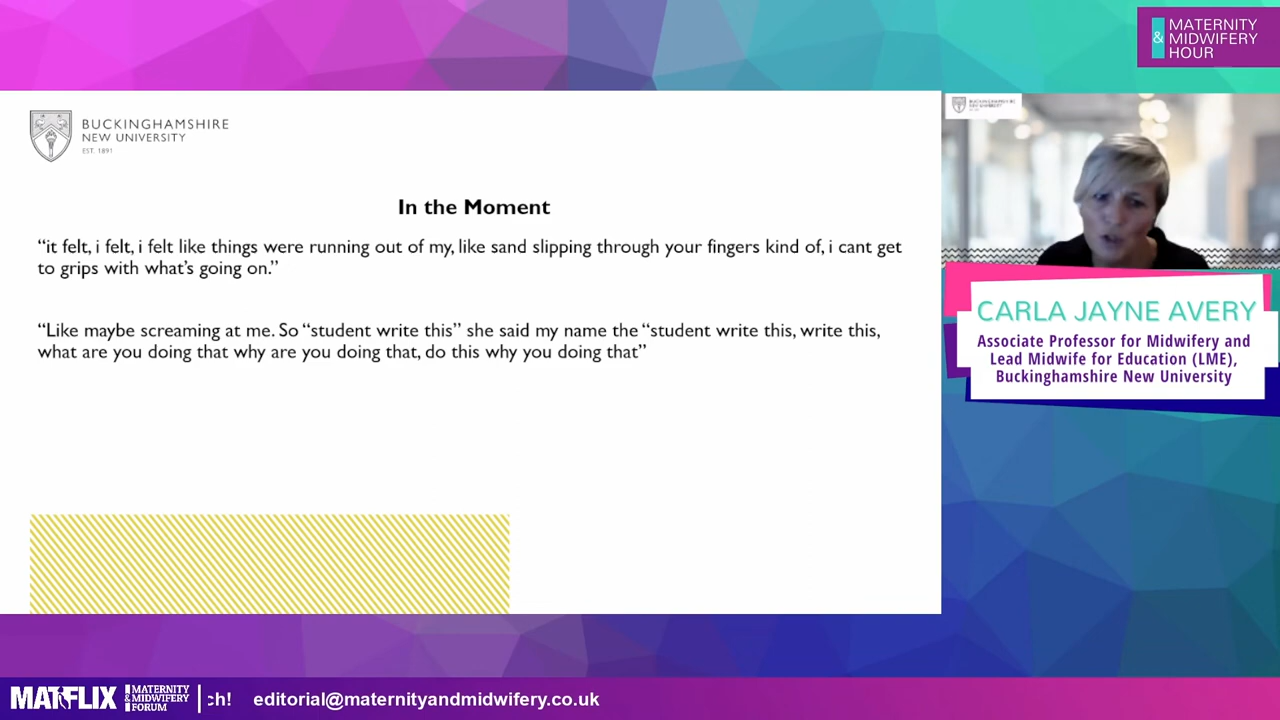 MATERNITY
& MIDWIFERY
HOUR
BUCKINGHAMSHIRE
NEW UNIVERSITY
EST. 1891
In the Moment
“it felt, i felt, i felt like things were running out of my, like sand slipping through your fingers kind of, i cant get
to grips with what’s going on.”
“Like maybe screaming at me. So “student write this” she said my name the “student write this, write this,
what are you doing that why are you doing that, do this why you doing that”
BUCKINGHAMSHIRE
NEW UNIVERSITY
CARLA JAYNE AVERY
Associate Professor for Midwifery and
Lead Midwife for Education (LME),
Buckinghamshire New University
MATFLIX
MATERNITY
& MIDWIFERY
FORUM
ch! editorial@maternityandmidwifery.co.uk